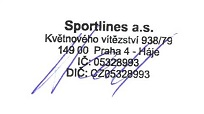 Sportlines a.s.
Květnového vítězství 938/79
149 00 Praha 4 - Háje
IČ: 05328993
DIČ: CZ05328993